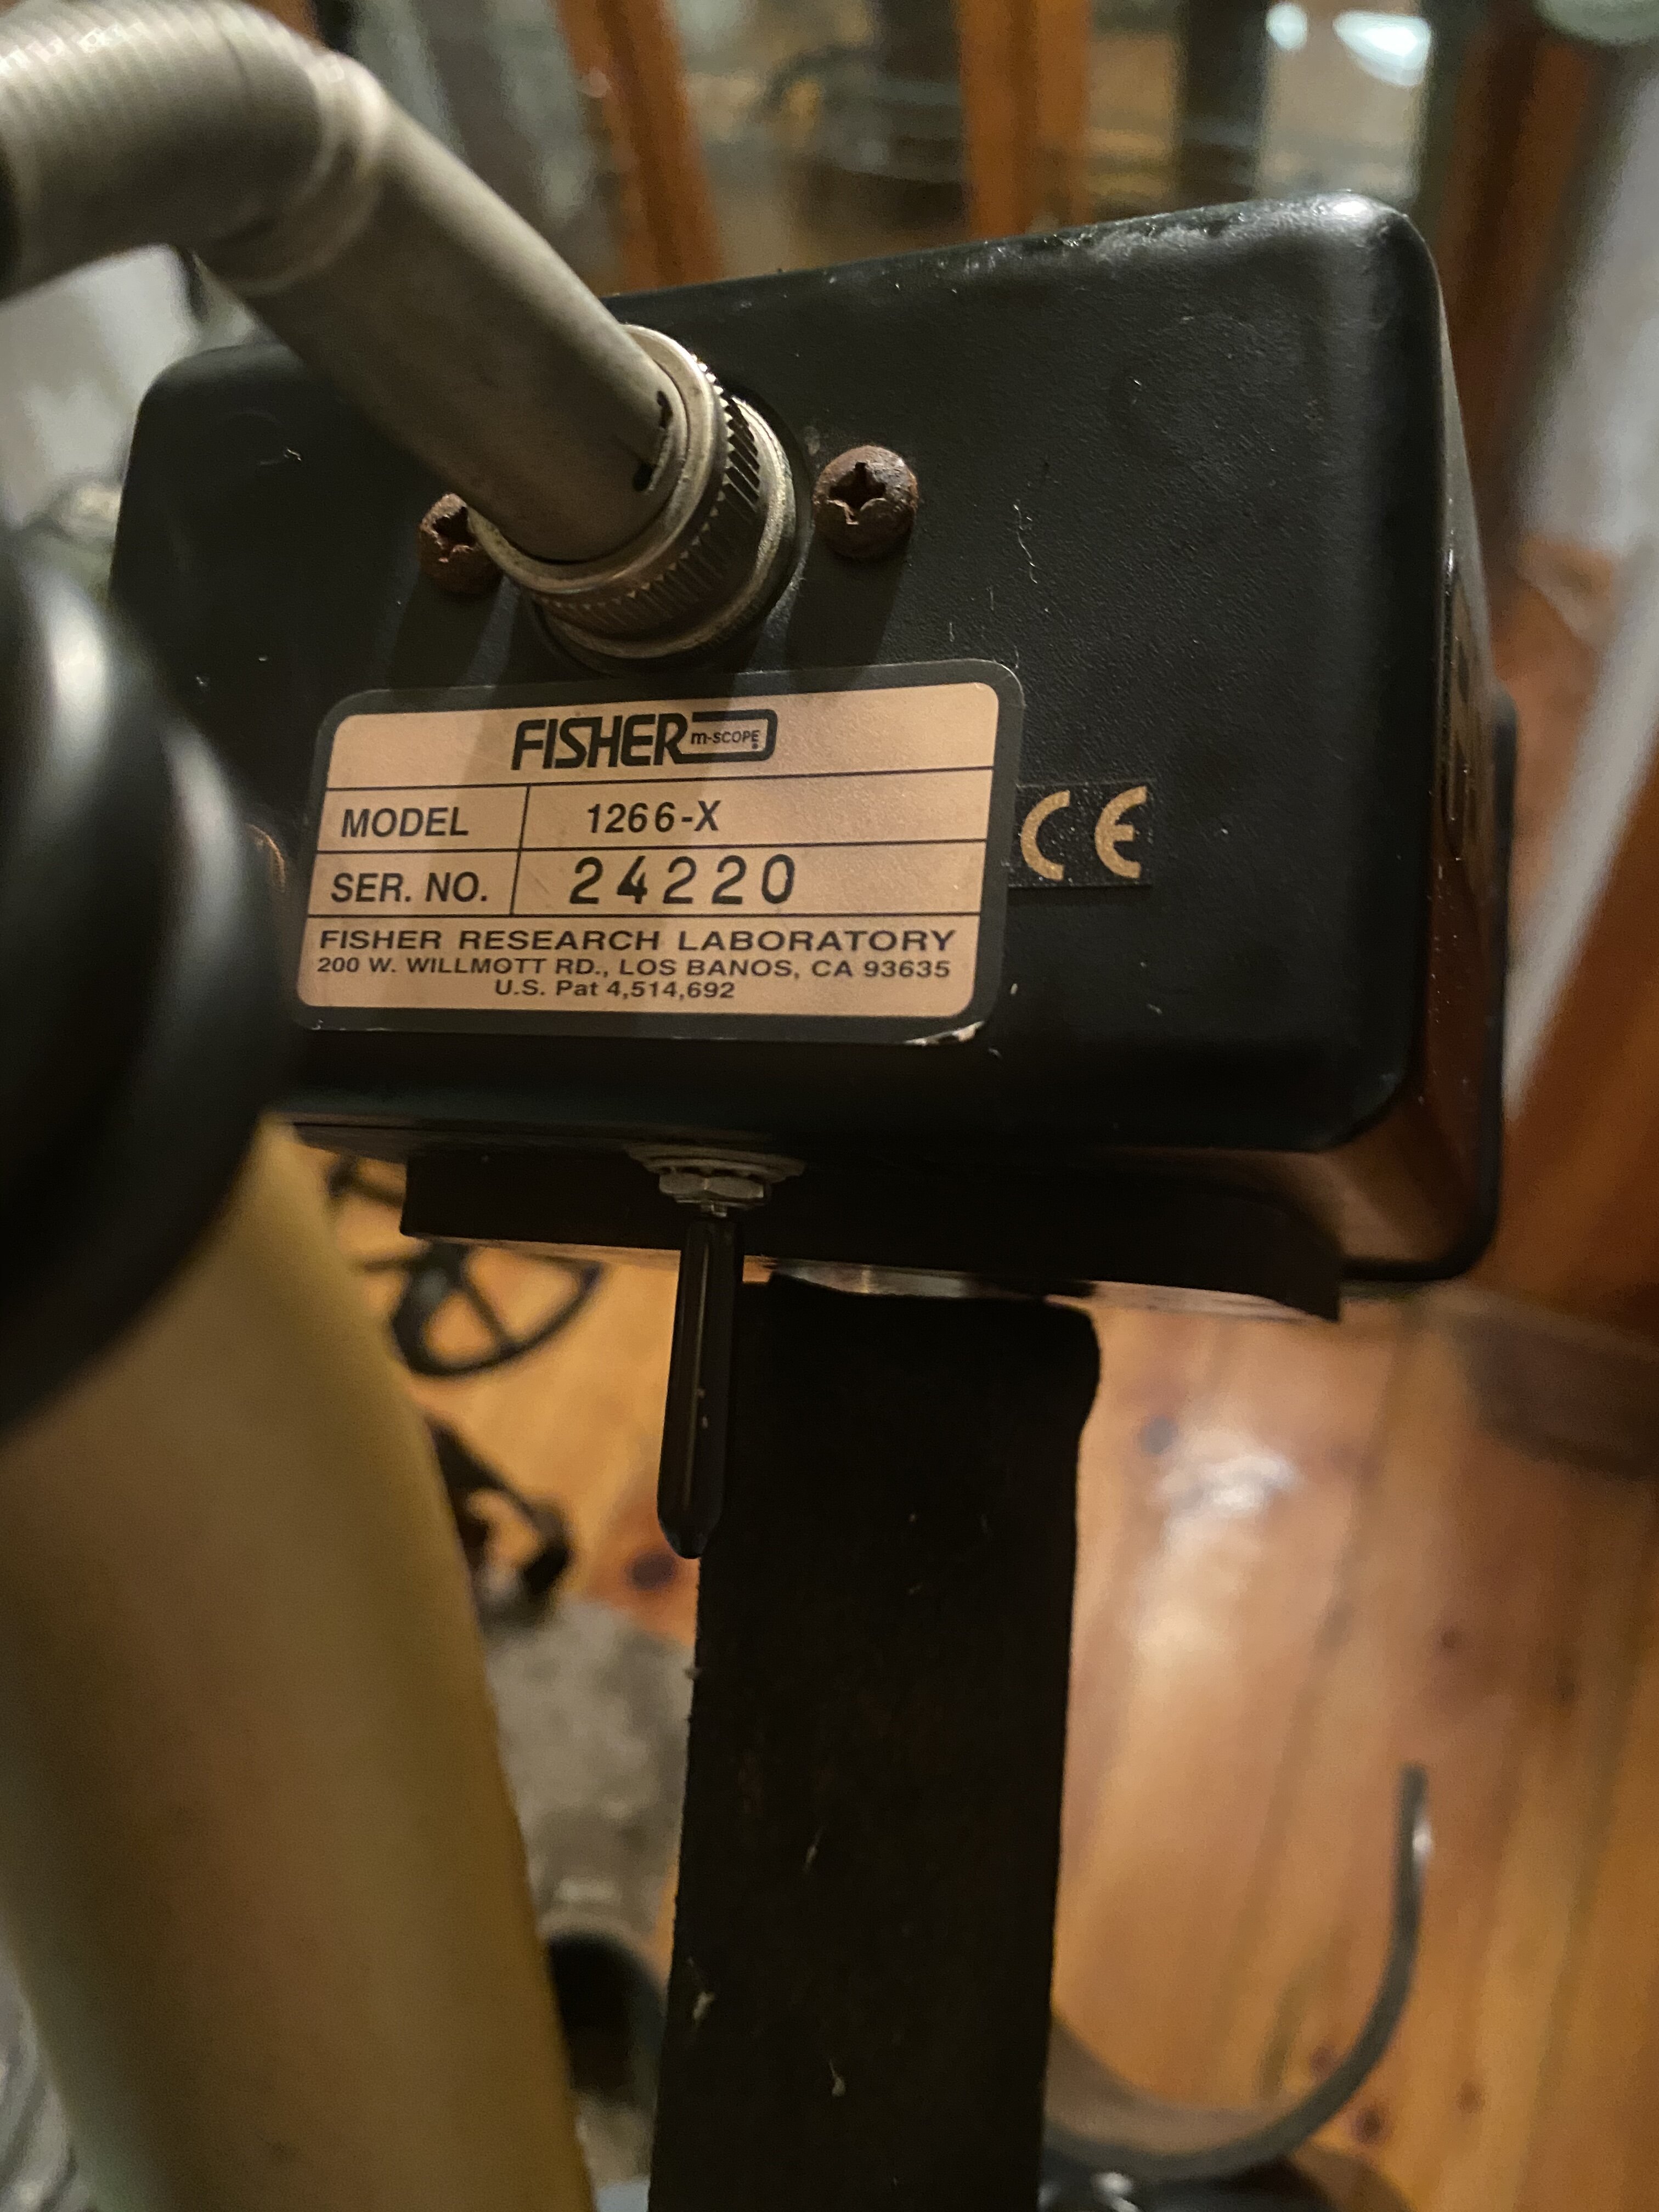 FISHER m-SCOPE®
MODEL 1266-X
SER. NO. 24220
CE
FISHER RESEARCH LABORATORY
200 W. WILLMOTT RD., LOS BANOS, CA 93635
U.S. Pat 4,514,692